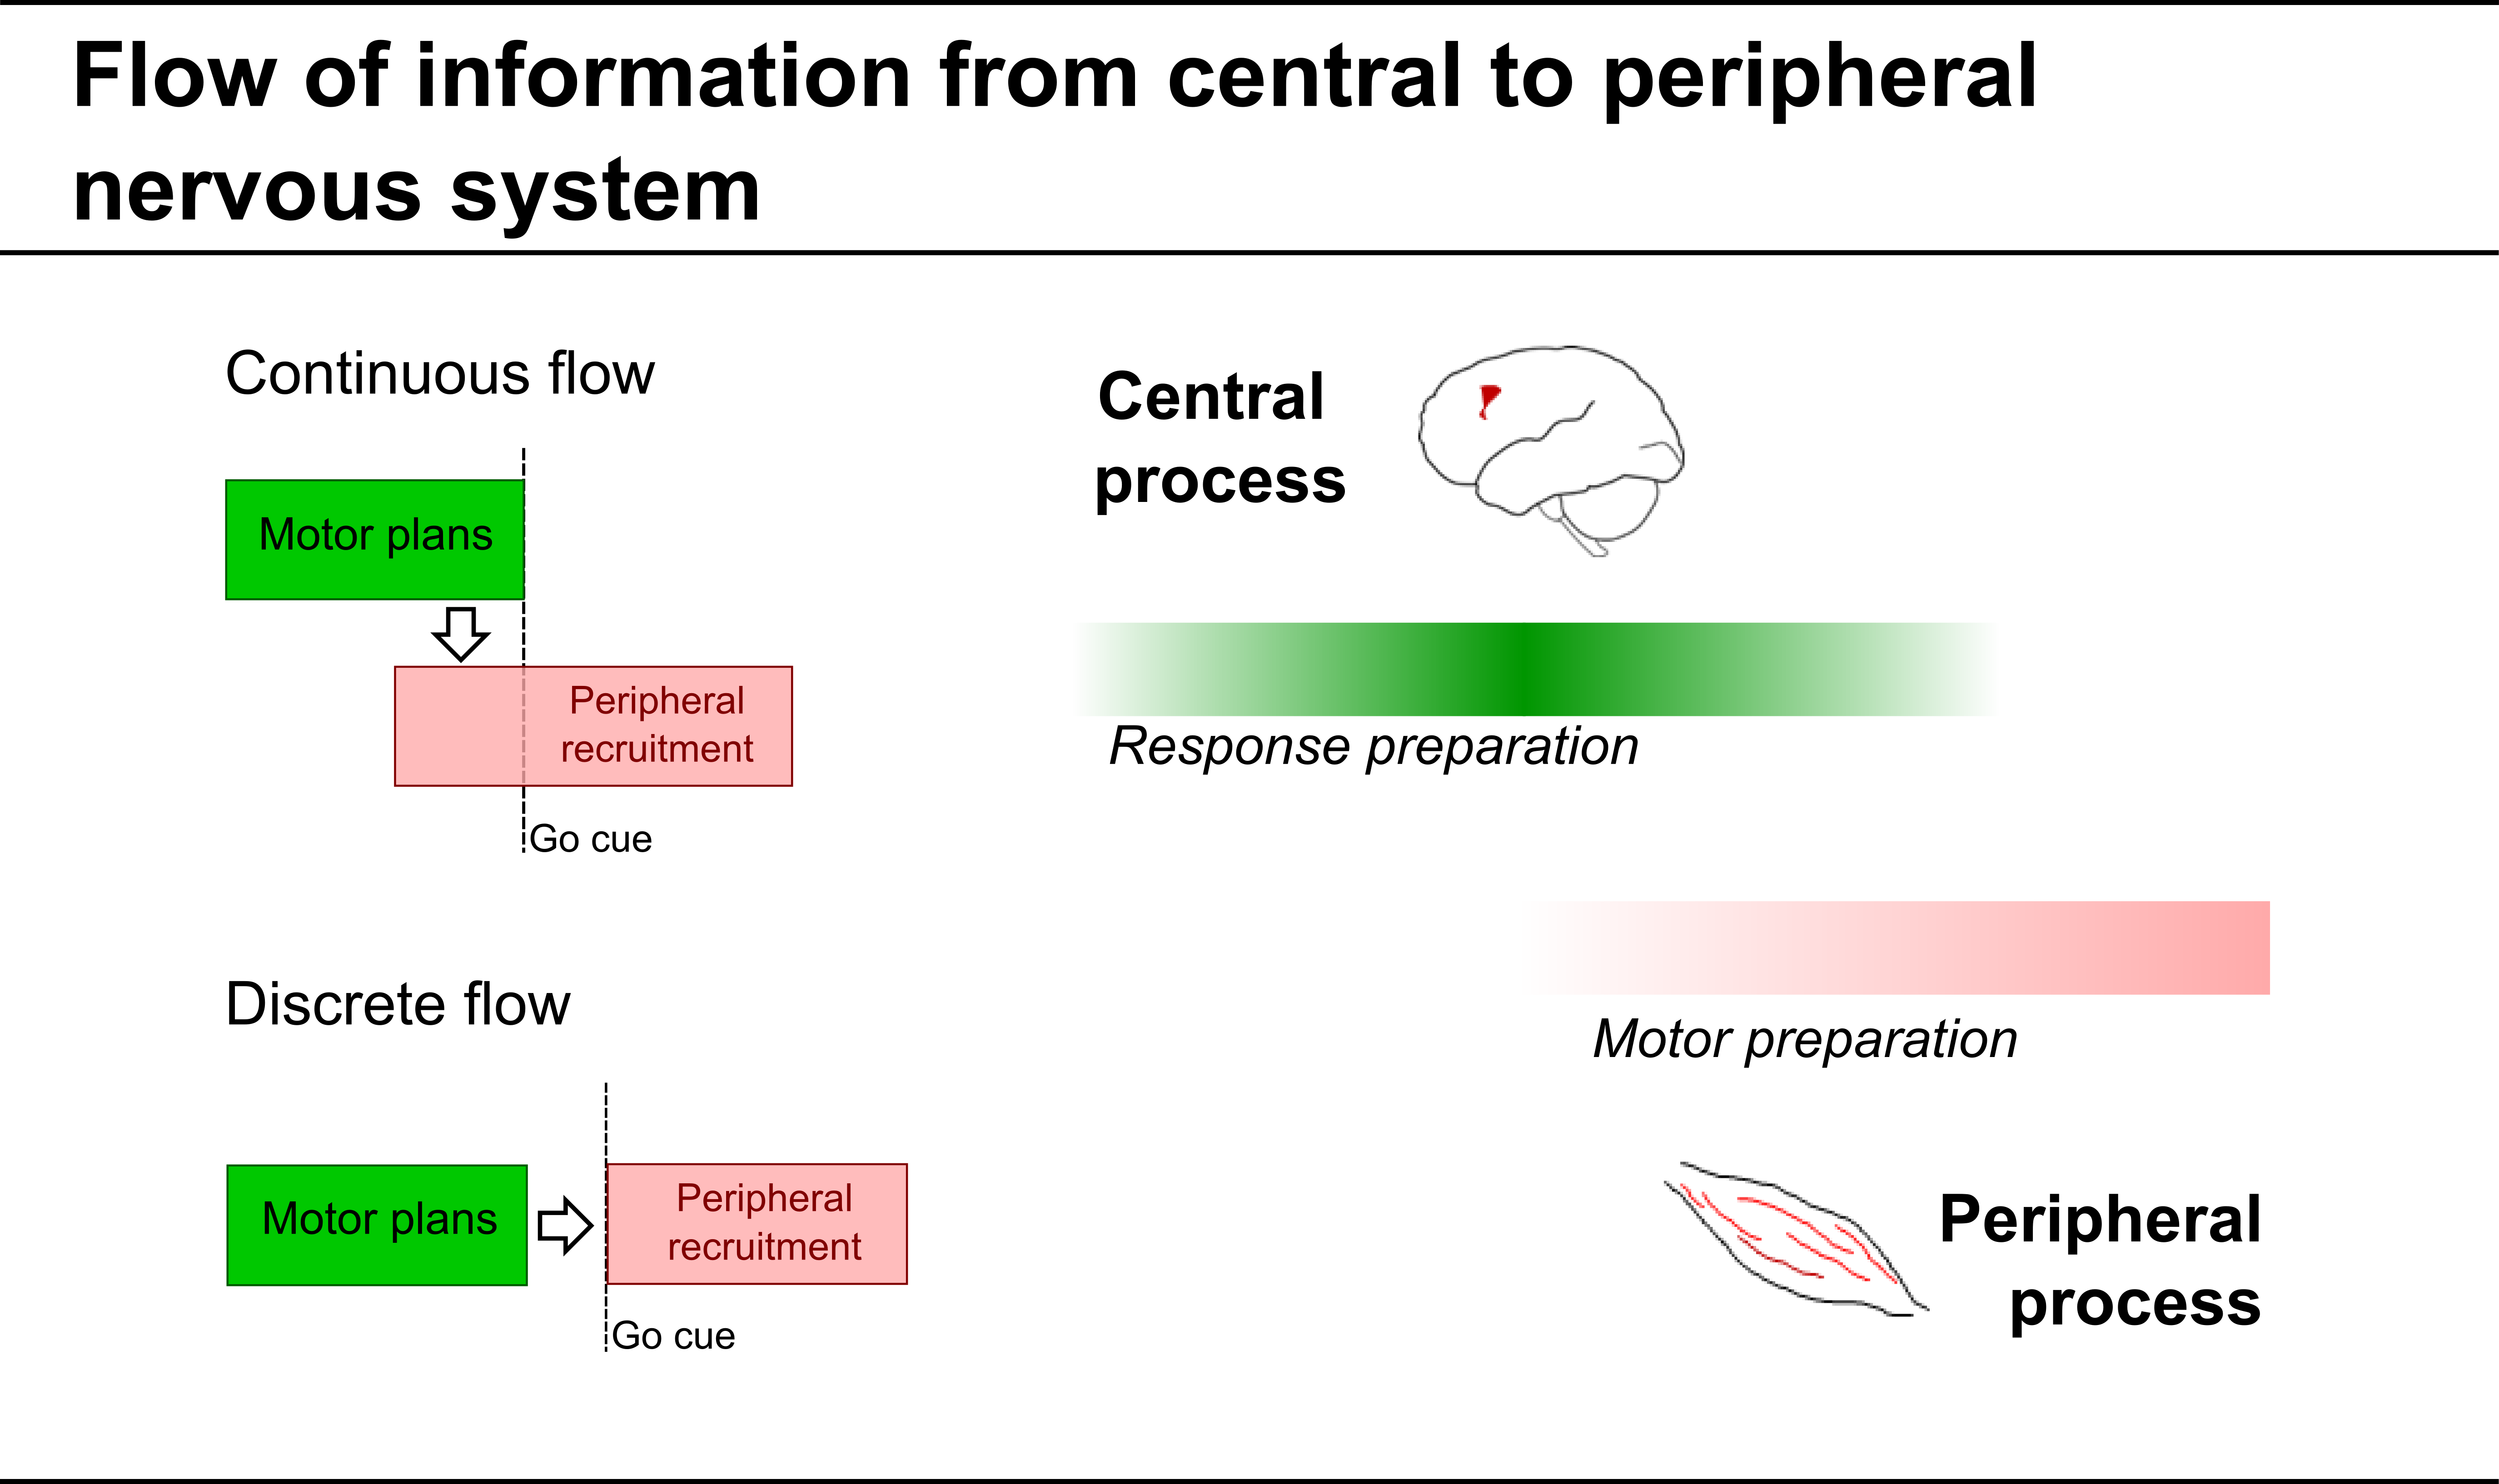 Flow of information from central to peripheral
nervous system
Continuous flow
Motor plans
Peripheral
recruitment
Go cue
Discrete flow
Motor plans
Peripheral
recruitment
Go cue
Central
process
Response preparation
Motor preparation
Peripheral
process